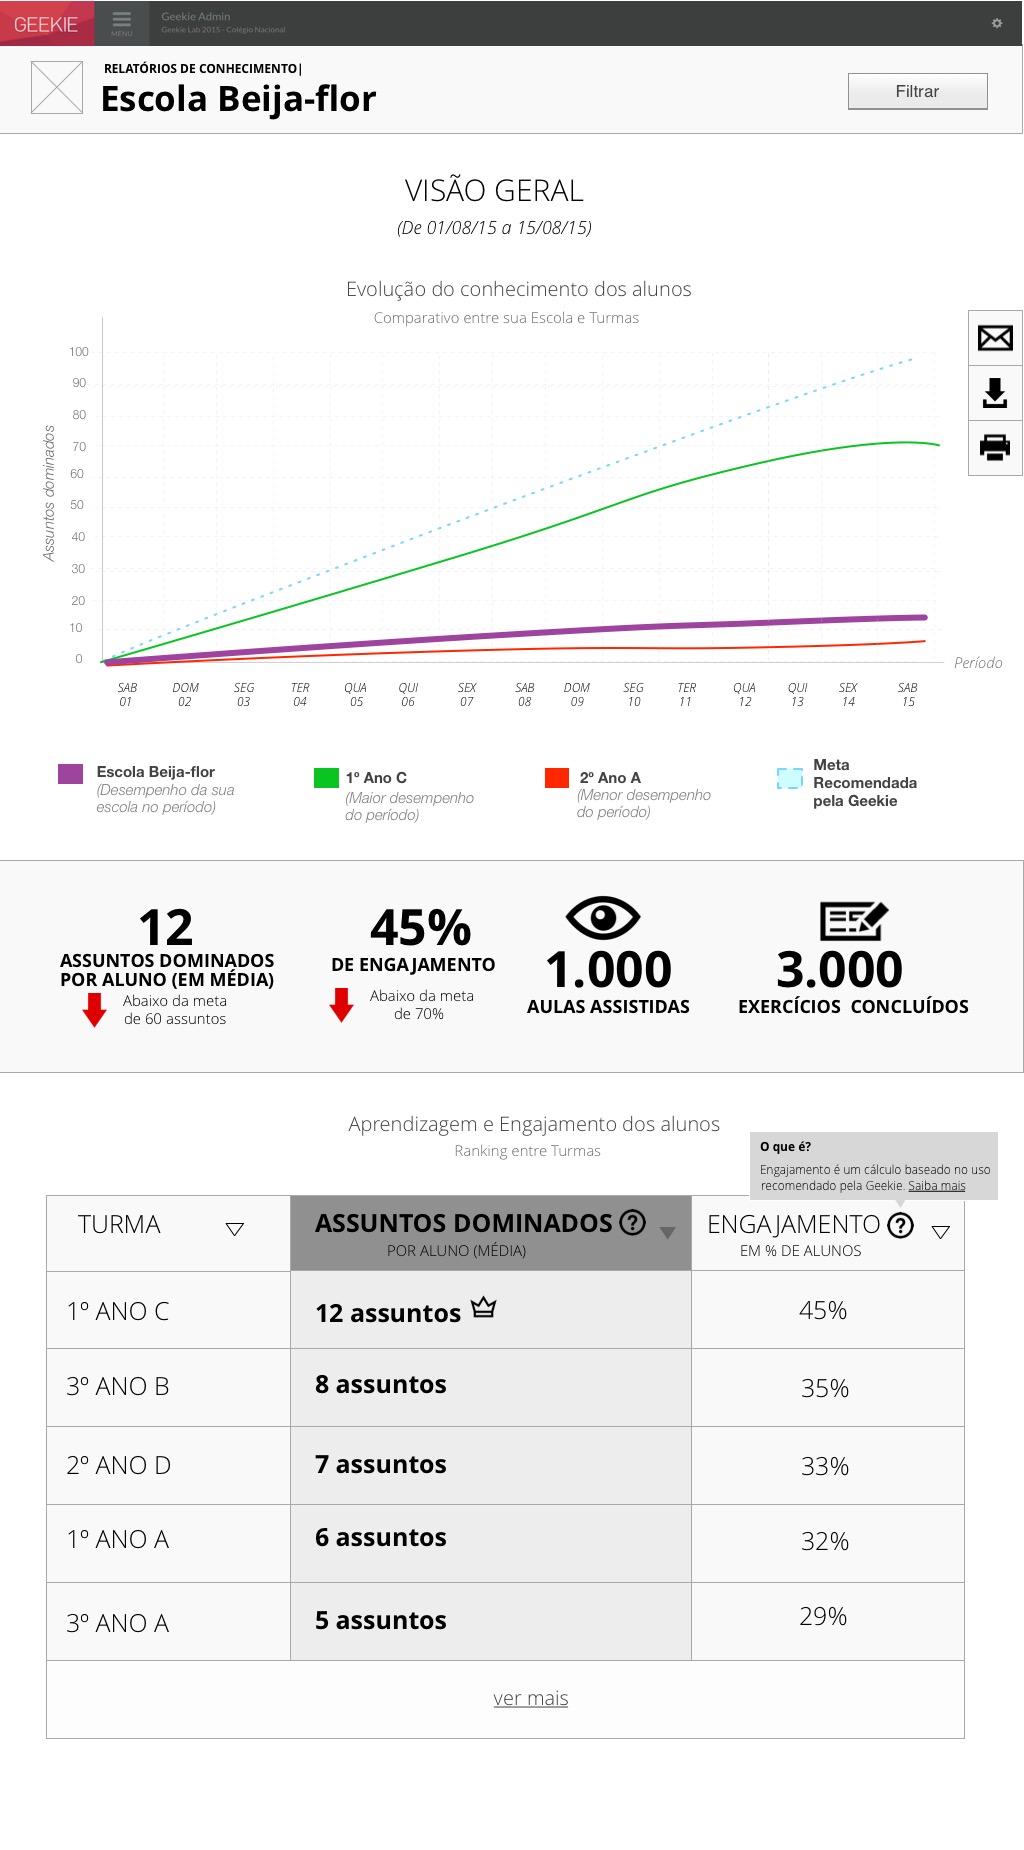 GEEKIE
MENU
Geekie Admin
Geekie Lab 2015 - Colégio Nacional
RELATÓRIOS DE CONHECIMENTO|
Escola Beija-flor
Filtrar
VISÃO GERAL
(De 01/08/15 a 15/08/15)
Evolução do conhecimento dos alunos
Comparativo entre sua Escola e Turmas
Assuntos dominados
100
90
80
70
60
50
40
30
20
10
0
Período
SAB DOM SEG TER QUA QUI SEX SAB DOM SEG TER QUA QUI SEX SAB
01 02 03 04 05 06 07 08 09 10 11 12 13 14 15
Escola Beija-flor
(Desempenho da sua
escola no período)
1º Ano C
(Maior desempenho
do período)
2º Ano A
(Menor desempenho
do período)
Meta
Recomendada
pela Geekie
12
ASSUNTOS DOMINADOS
POR ALUNO (EM MÉDIA)
Abaixo da meta
de 60 assuntos
45%
DE ENGAJAMENTO
Abaixo da meta
de 70%
1.000
AULAS ASSISTIDAS
3.000
EXERCÍCIOS CONCLUÍDOS
Aprendizagem e Engajamento dos alunos
Ranking entre Turmas
O que é?
Engajamento é um cálculo baseado no uso
recomendado pela Geekie. Saiba mais
TURMA
ASSUNTOS DOMINADOS ?
POR ALUNO (MÉDIA)
ENGAJAMENTO ?
EM % DE ALUNOS
1º ANO C 12 assuntos 45%
3º ANO B 8 assuntos 35%
2º ANO D 7 assuntos 33%
1º ANO A 6 assuntos 32%
3º ANO A 5 assuntos 29%
ver mais